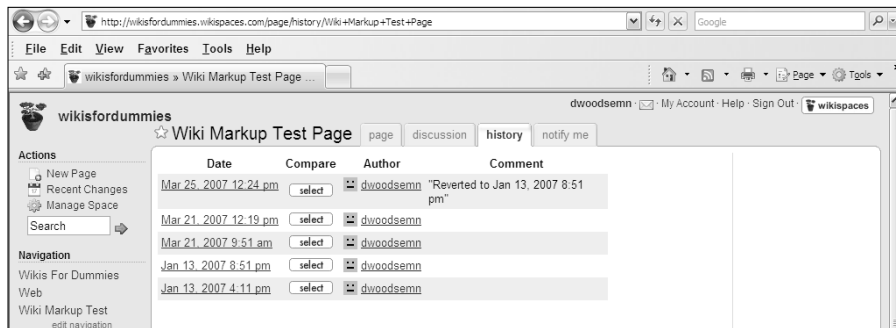 http://wikisfordummies.wikispaces.com/page/history/Wiki+Markup+Test+Page
Google
File Edit View Favorites Tools Help
wikisfordummies » Wiki Markup Test Page ...
Page Tools
dwoodsemn · My Account · Help · Sign Out · wikispaces
wikisfordummies
Wiki Markup Test Page page discussion history notify me
Actions
New Page
Recent Changes
Manage Space
Search
Navigation
Wikis For Dummies
Web
Wiki Markup Test
edit navigation
Date Compare Author Comment
Mar 25, 2007 12:24 pm select dwoodsemn "Reverted to Jan 13, 2007 8:51
pm"
Mar 21, 2007 12:19 pm select dwoodsemn
Mar 21, 2007 9:51 am select dwoodsemn
Jan 13, 2007 8:51 pm select dwoodsemn
Jan 13, 2007 4:11 pm select dwoodsemn